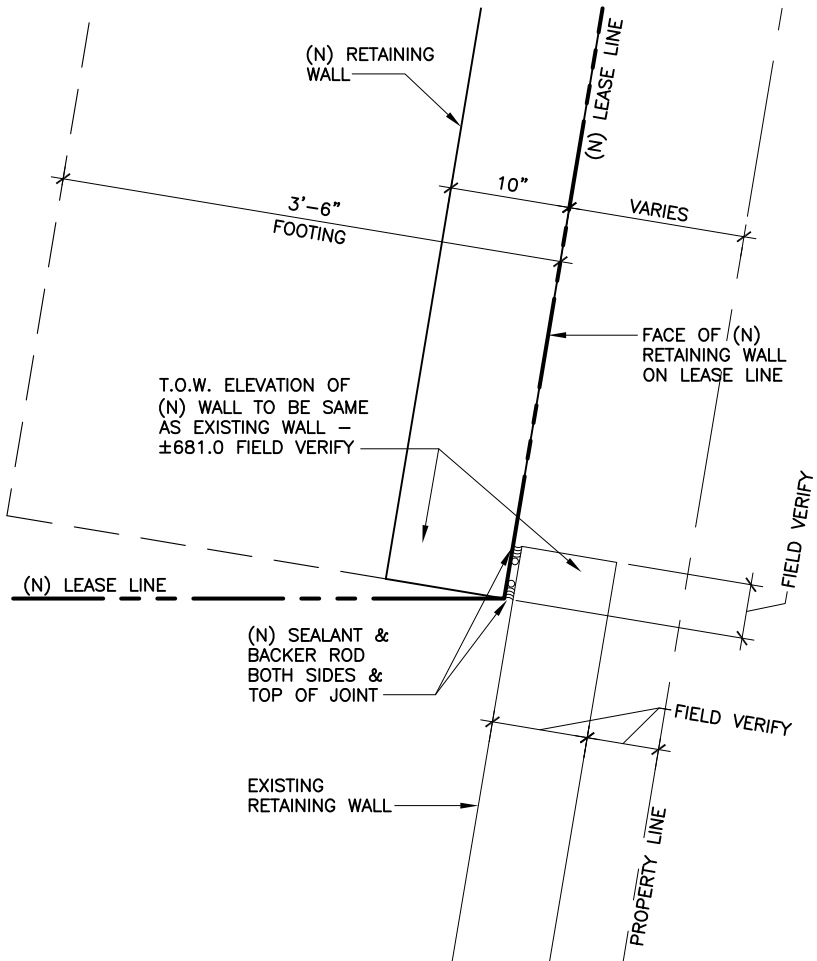 (N) RETAINING
WALL
(N) LEASE LINE
10"
VARIES
3'-6"
FOOTING
FACE OF (N)
RETAINING WALL
ON LEASE LINE
T.O.W. ELEVATION OF
(N) WALL TO BE SAME
AS EXISTING WALL –
±681.0 FIELD VERIFY
FIELD VERIFY
(N) LEASE LINE
(N) SEALANT &
BACKER ROD
BOTH SIDES &
TOP OF JOINT
FIELD VERIFY
EXISTING
RETAINING WALL
PROPERTY LINE